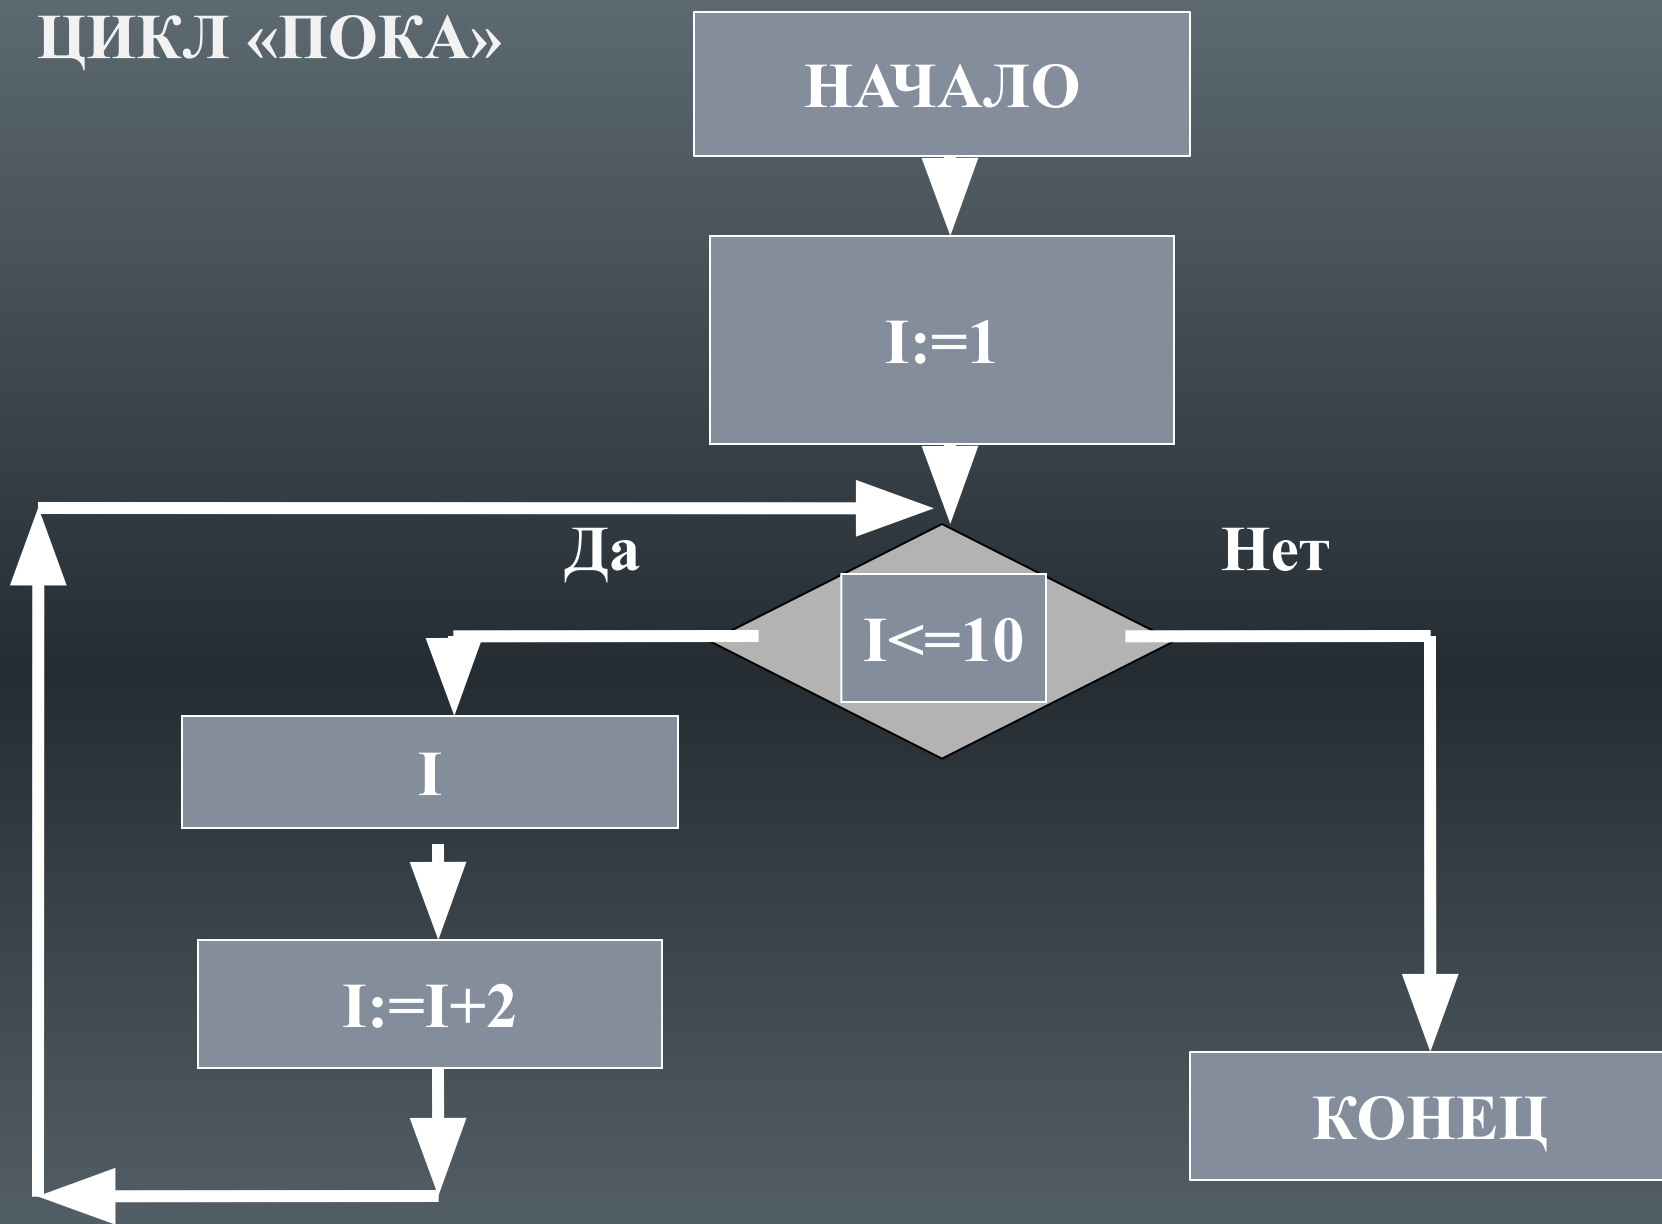 ЦИКЛ «ПОКА»
НАЧАЛО
I:=1
Да
Нет
I<=10
I
I:=I+2
КОНЕЦ